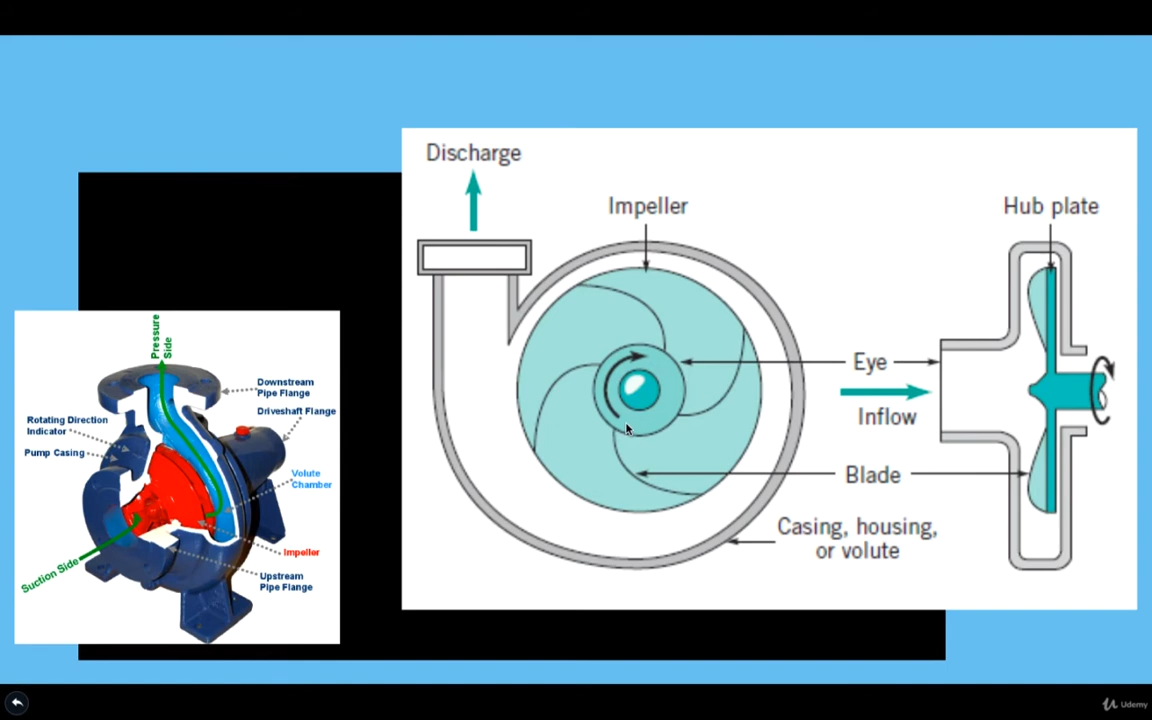 Discharge
Impeller
Hub plate
Eye
Inflow
Blade
Casing, housing,
or volute
Pressure
Side
Downstream
Pipe Flange
Driveshaft Flange
Rotating Direction
Indicator
Pump Casing
Volute
Chamber
Impeller
Suction Side
Upstream
Pipe Flange
Udemy